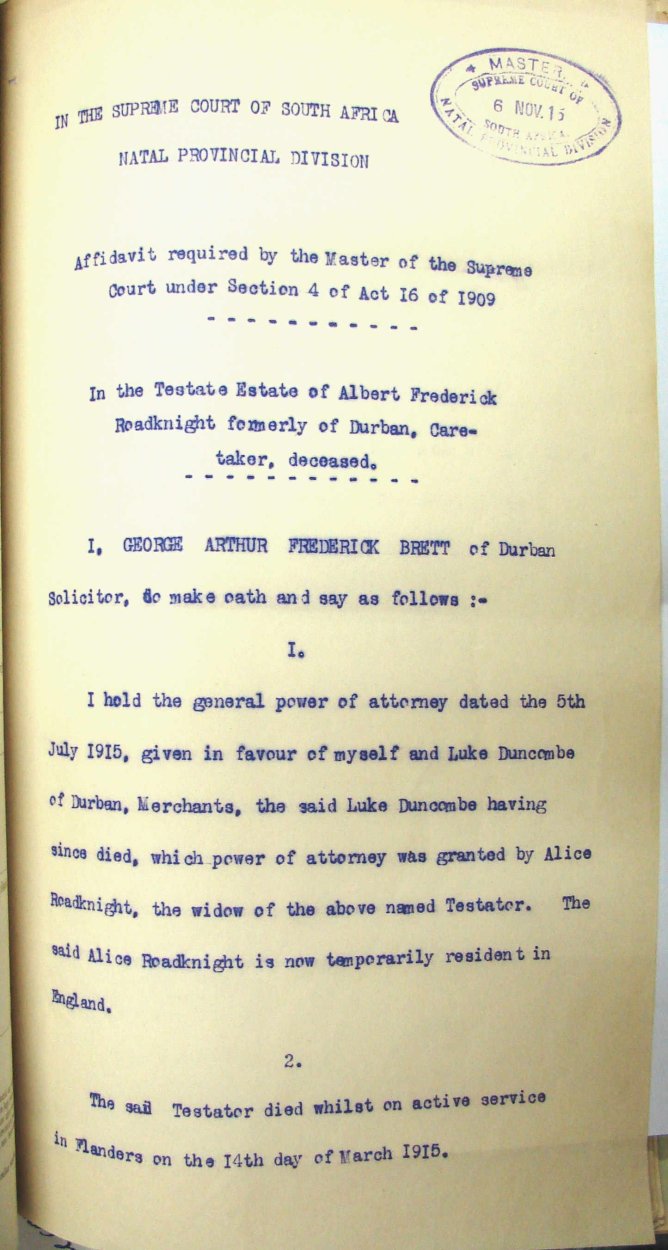 MASTER
SUPREME COURT OF
6 NOV. 15
SOUTH AFRICA.
NATAL PROVINCIAL DIVISION
IN THE SUPREME COURT OF SOUTH AFRICA
NATAL PROVINCIAL DIVISION
Affidavit required by the Master of the Supreme
Court under Section 4 of Act I6 of I909
- - - - - - - - - - -
In the Testate Estate of Albert Frederick
Roadknight formerly of Durban, Care-
taker, deceased.
- - - - - - - - - - - -
I, GEORGE ARTHUR FREDERICK BRETT of Durban
Solicitor, do make oath and say as follows :-
I.
I hold the general power of attorney dated the 5th
July I9I5, given in favour of myself and Luke Duncombe
of Durban, Merchants, the said Luke Duncombe having
since died, which power of attorney was granted by Alice
Roadknight, the widow of the above named Testator. The
said Alice Roadknight is now temporarily resident in
England.
2.
The said Testator died whilst on active service
in Flanders on the I4th day of March I9I5.